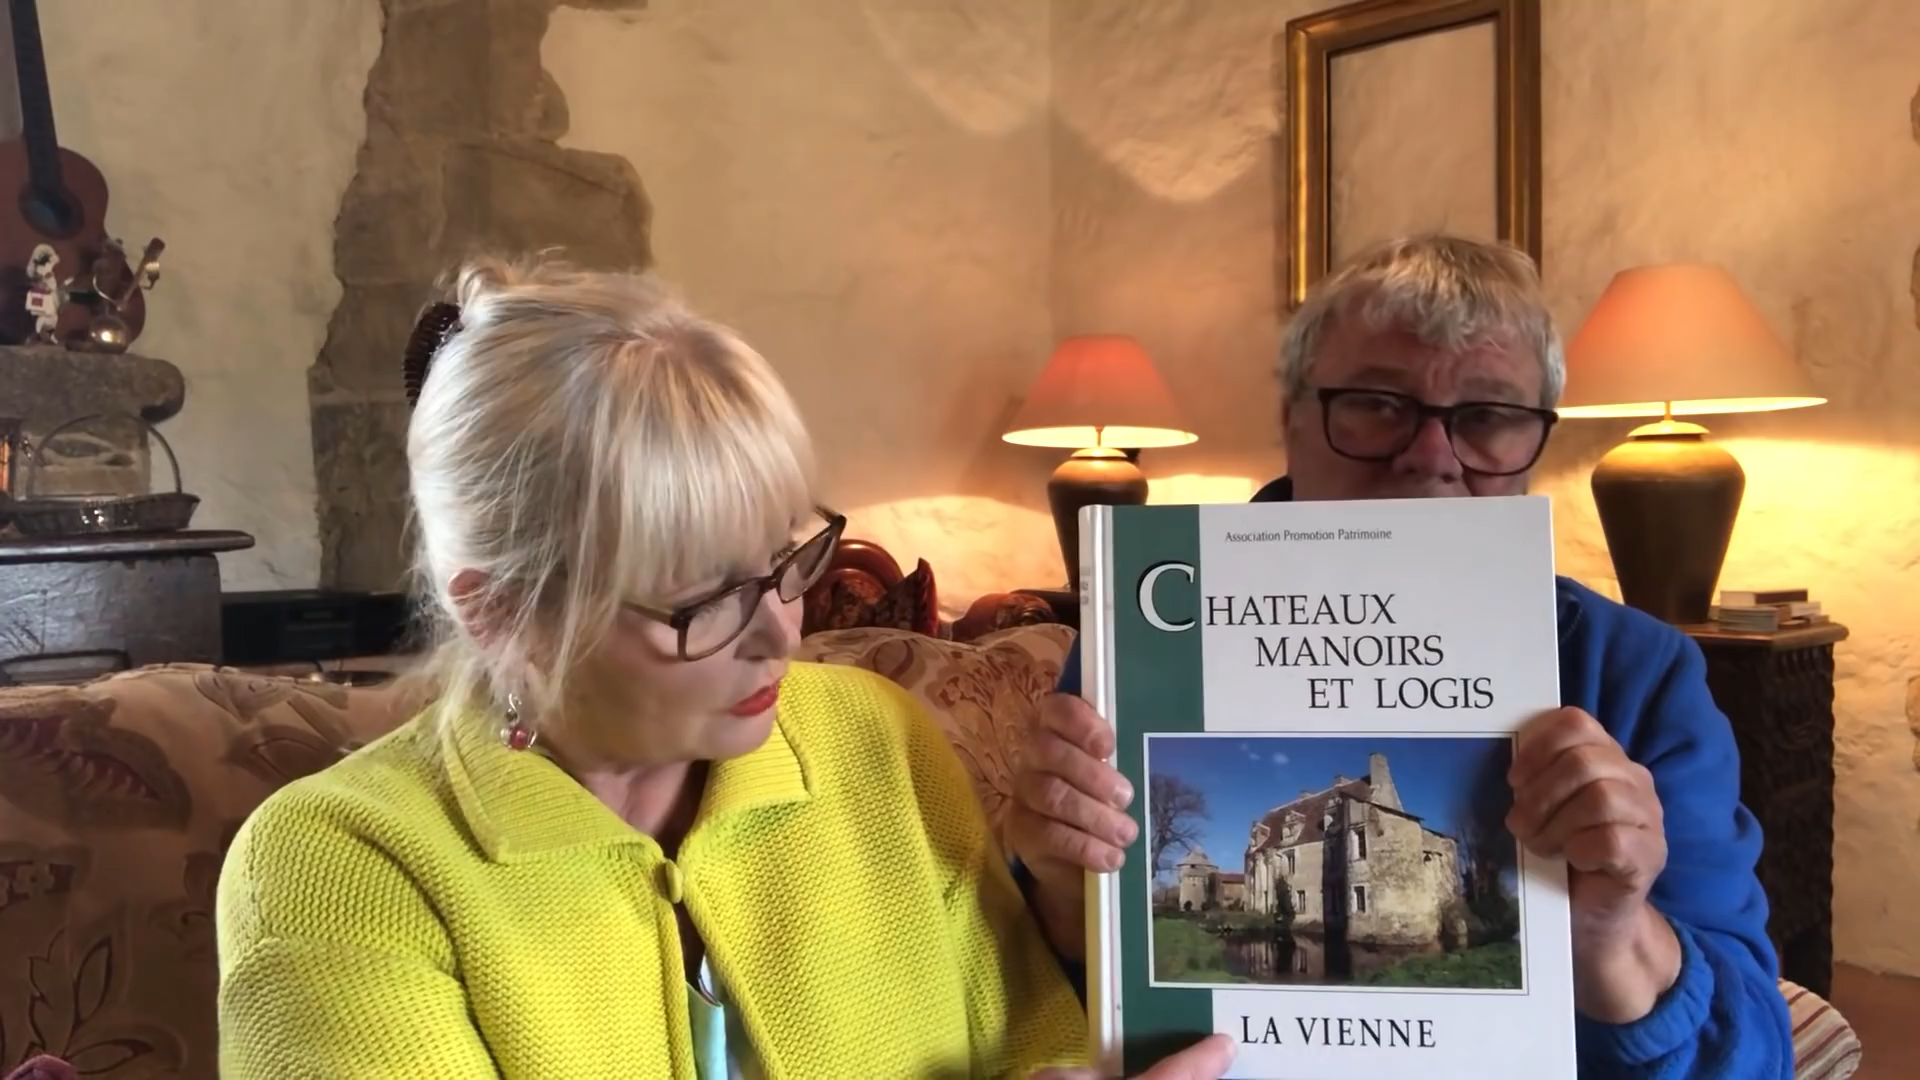 Association Promotion Patrimoine
CHATEAUX
MANOIRS
ET LOGIS
LA VIENNE